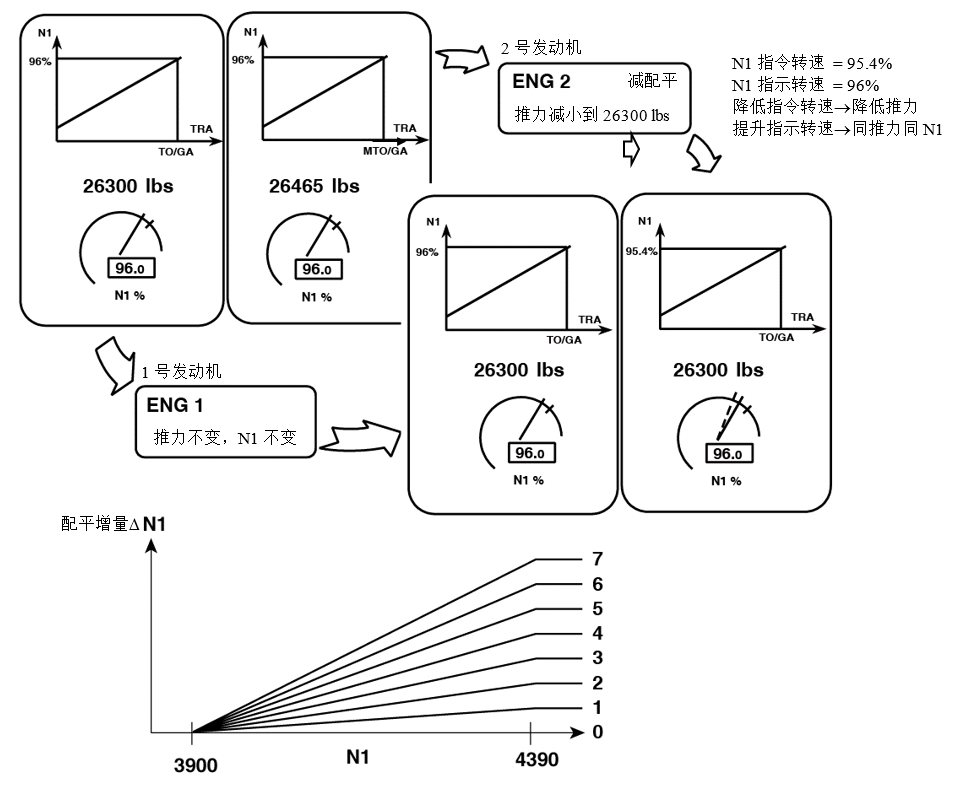 N1
96%
TRA
TO/GA
26300 lbs
96.0
N1 %
N1
96%
TRA
MTO/GA
26465 lbs
96.0
N1 %
2 号发动机
ENG 2 减配平
推力减小到 26300 lbs
N1 指令转速 = 95.4%
N1 指示转速 = 96%
降低指令转速→降低推力
提升指示转速→同推力同 N1
1 号发动机
ENG 1
推力不变，N1 不变
N1
96%
TRA
TO/GA
26300 lbs
96.0
N1 %
N1
95.4%
TRA
TO/GA
26300 lbs
96.0
N1 %
配平增量Δ N1
7
6
5
4
3
2
1
0
3900
N1
4390